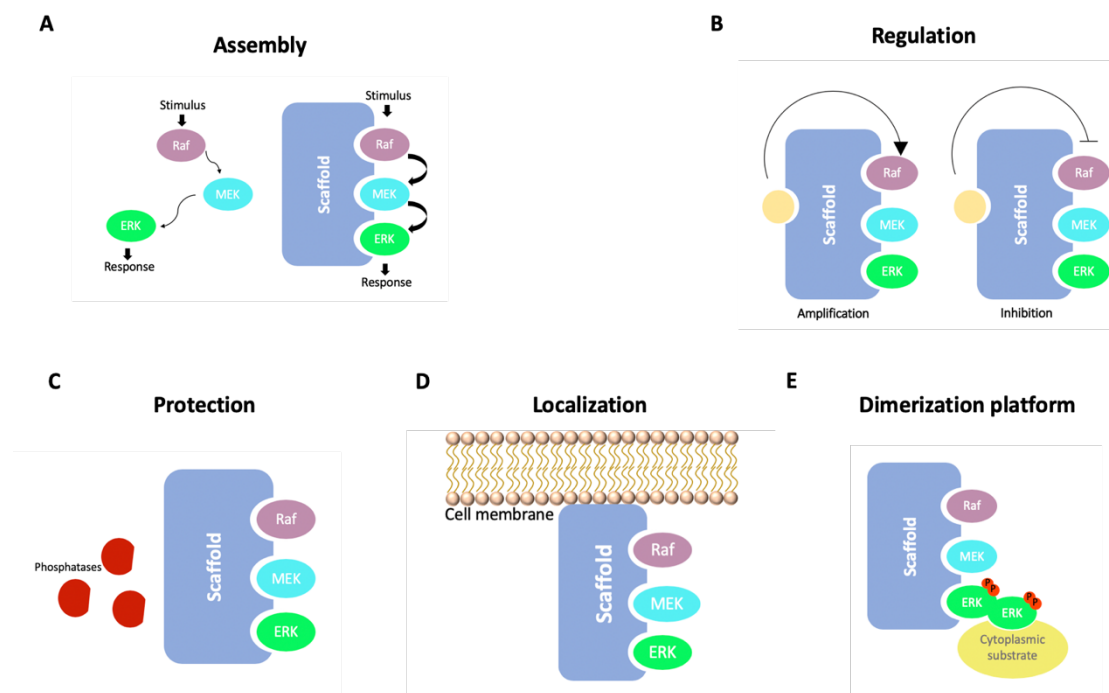 A
Assembly
Stimulus
Raf
MEK
ERK
Response
Scaffold
Stimulus
Raf
MEK
ERK
Response
B
Regulation
Scaffold
Raf
MEK
ERK
Amplification
Scaffold
Raf
MEK
ERK
Inhibition
C
Protection
Phosphatases
Scaffold
Raf
MEK
ERK
D
Localization
Cell membrane
Scaffold
Raf
MEK
ERK
E
Dimerization platform
Scaffold
Raf
MEK
ERK
P
P
ERK
P
P
Cytoplasmic
substrate